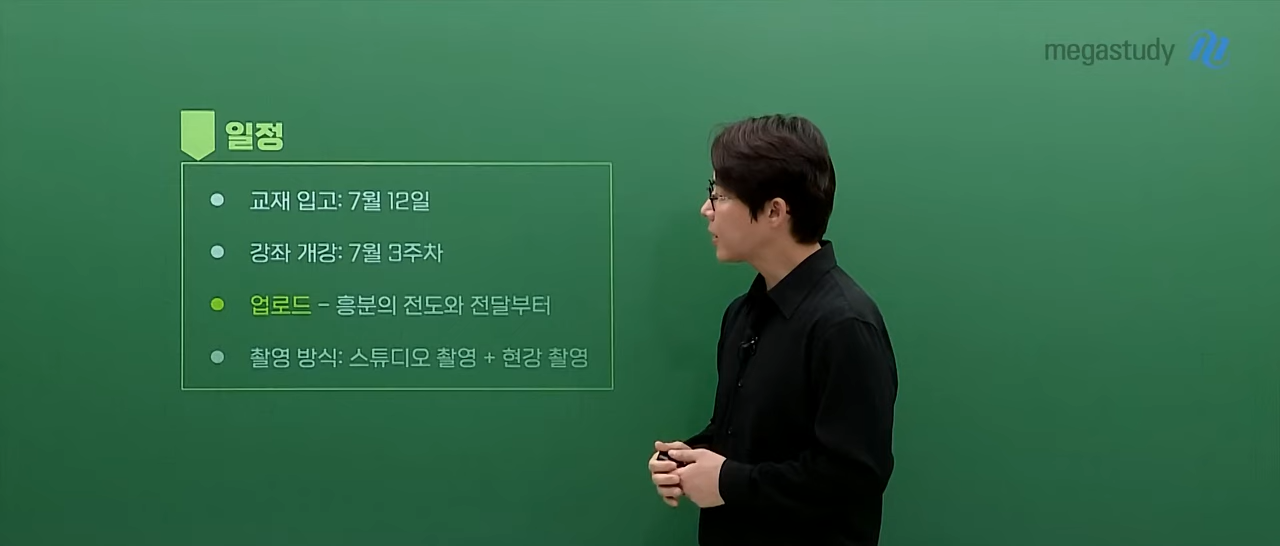 megastudy
일정
교재 입고: 7월 12일
강좌 개강: 7월 3주차
업로드 - 흥분의 전도와 전달부터
촬영 방식: 스튜디오 촬영 + 현강 촬영